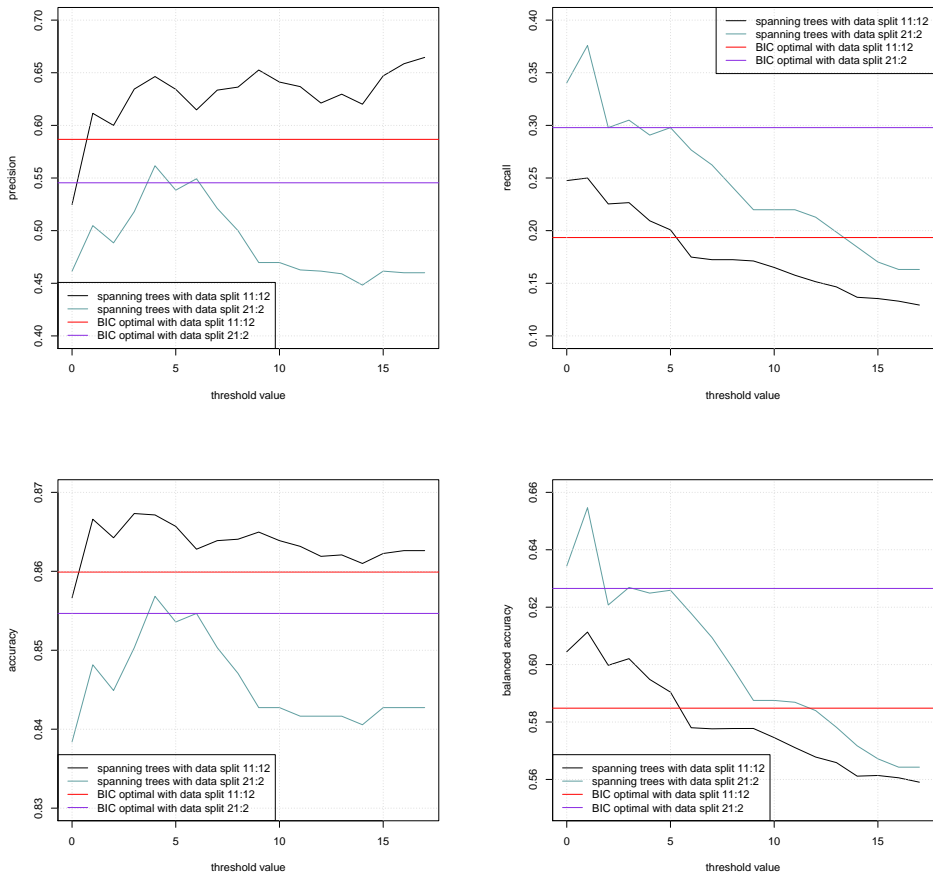 precision
0.70
0.65
0.60
0.55
0.50
0.45
0.40
spanning trees with data split 11:12
spanning trees with data split 21:2
BIC optimal with data split 11:12
BIC optimal with data split 21:2
0 5 10 15
threshold value
recall
0.40
0.35
0.30
0.25
0.20
0.15
0.10
spanning trees with data split 11:12
spanning trees with data split 21:2
BIC optimal with data split 11:12
BIC optimal with data split 21:2
0 5 10 15
threshold value
accuracy
0.87
0.86
0.85
0.84
0.83
spanning trees with data split 11:12
spanning trees with data split 21:2
BIC optimal with data split 11:12
BIC optimal with data split 21:2
0 5 10 15
threshold value
balanced accuracy
0.66
0.64
0.62
0.60
0.58
0.56
spanning trees with data split 11:12
spanning trees with data split 21:2
BIC optimal with data split 11:12
BIC optimal with data split 21:2
0 5 10 15
threshold value